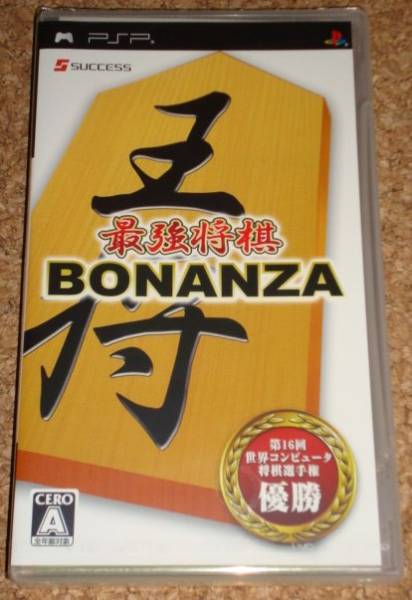 PSP
SUCCESS
王
将
最強将棋
BONANZA
第16回
世界コンピュータ
将棋選手権
優勝
CERO
A
全年齢対象